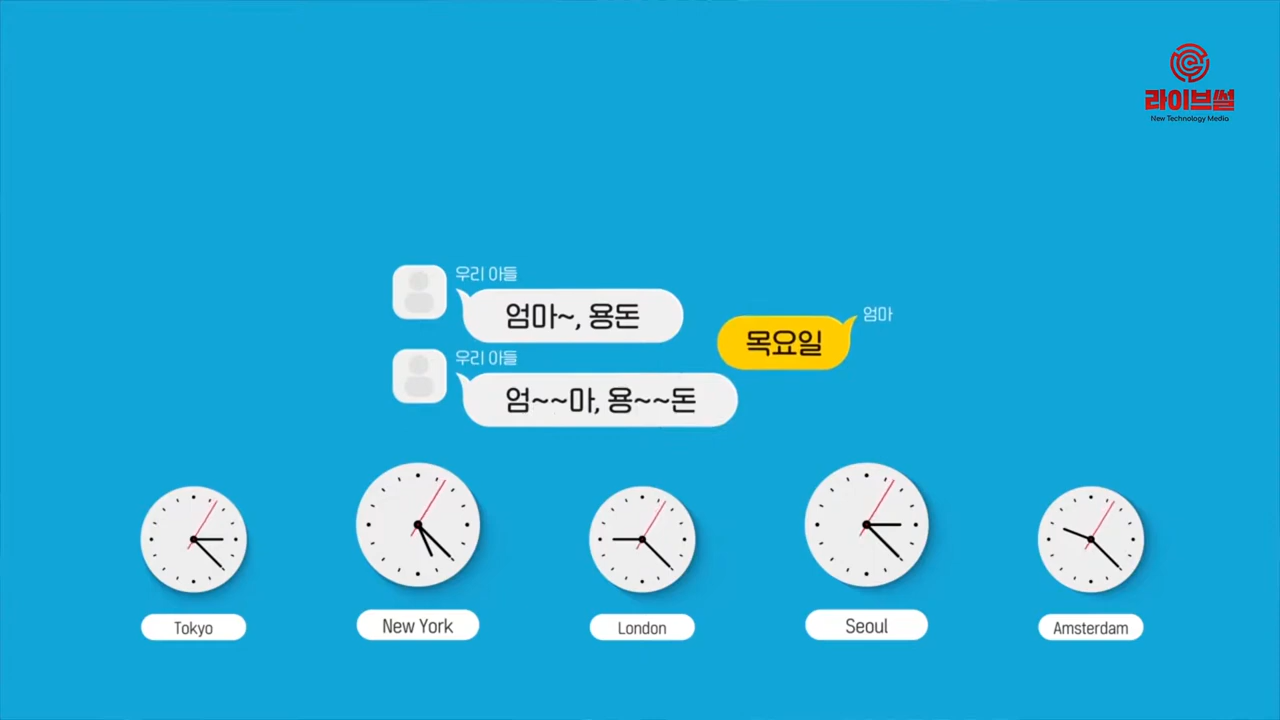 라이브썰
New Technology Media
우리 아들
엄마~, 용돈
엄마
목요일
우리 아들
엄~~마, 용~~돈
Tokyo
New York
London
Seoul
Amsterdam